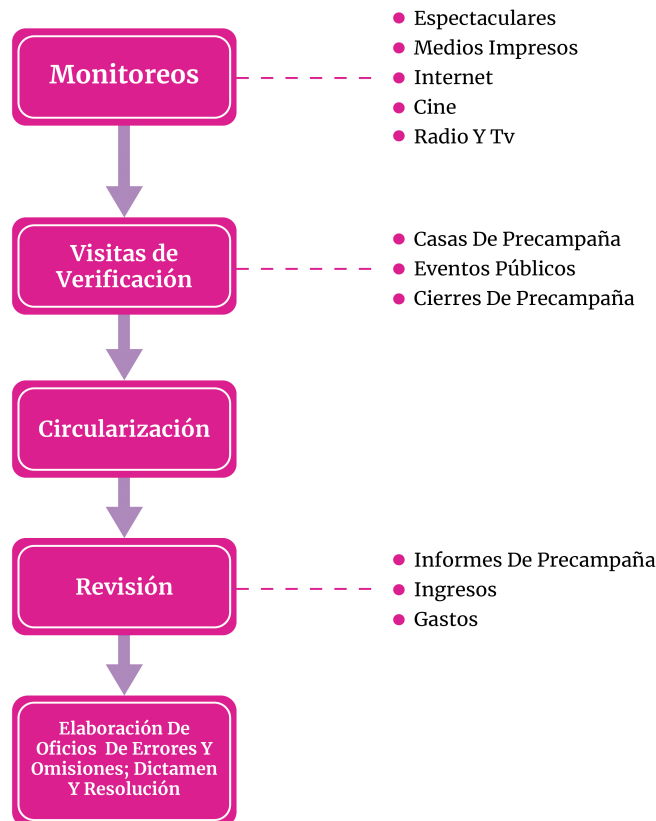 Monitoreos
Espectaculares
Medios Impresos
Internet
Cine
Radio Y Tv
Visitas de
Verificación
Casas De Precampaña
Eventos Públicos
Cierres De Precampaña
Circularización
Revisión
Informes De Precampaña
Ingresos
Gastos
Elaboración De
Oficios De Errores Y
Omisiones; Dictamen
Y Resolución